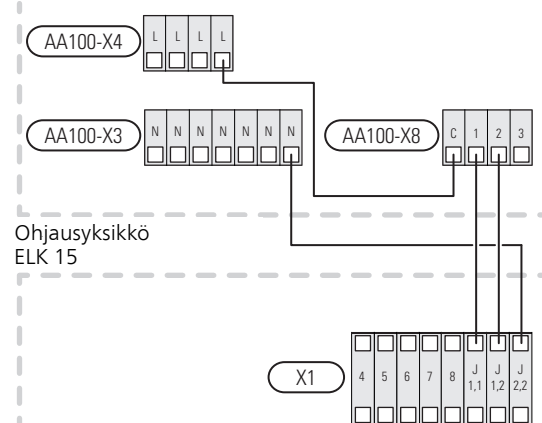 AA100-X4 L L L L
AA100-X3 N N N N N N N AA100-X8 C 1 2 3
Ohjausyksikkö
ELK 15
X1 4 5 6 7 8 J 1,1 J 1,2 J 2,2